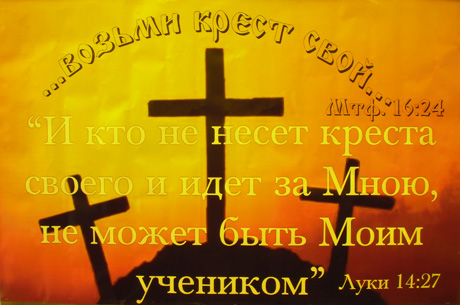 ...возьми крест свой...
Мтф. 16:24
“И кто не несет креста
своего и идет за Мною,
не может быть Моим
учеником” Луки 14:27